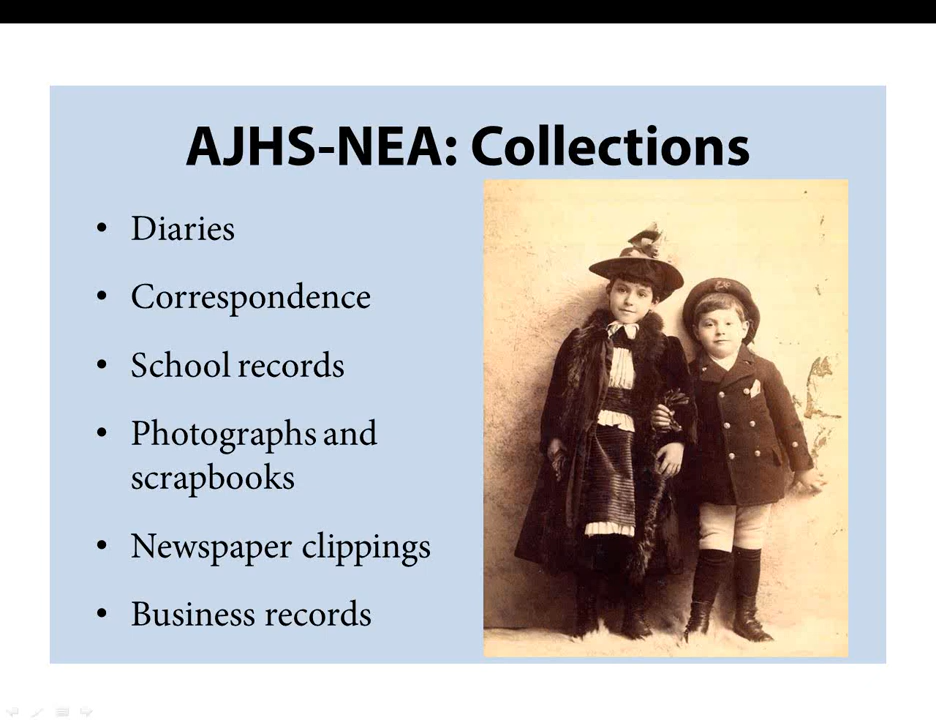 AJHS-NEA: Collections
• Diaries
• Correspondence
• School records
• Photographs and
scrapbooks
• Newspaper clippings
• Business records